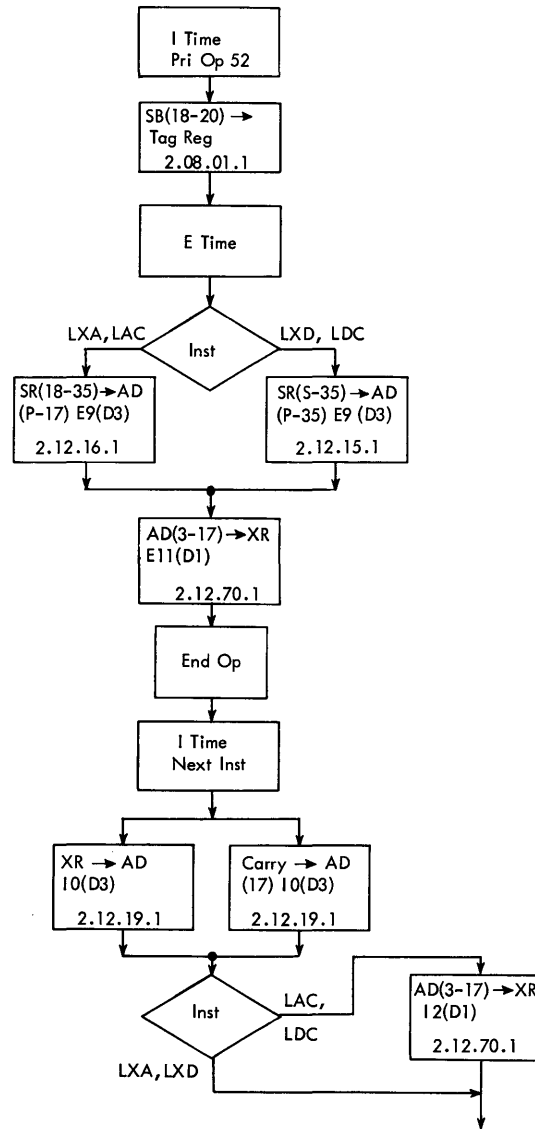 I Time
Pri Op 52
SB(18-20) →
Tag Reg
2.08.01.1
E Time
LXA, LAC
Inst
LXD, LDC
SR(18-35)→AD
(P-17) E9(D3)
2.12.16.1
SR(S-35)→AD
(P-35) E9 (D3)
2.12.15.1
AD(3-17)→XR
E11(D1)
2.12.70.1
End Op
I Time
Next Inst
XR → AD
I0(D3)
2.12.19.1
Carry → AD
(17) I0(D3)
2.12.19.1
Inst
LAC,
LDC
LXA, LXD
AD(3-17)→XR
I2(D1)
2.12.70.1